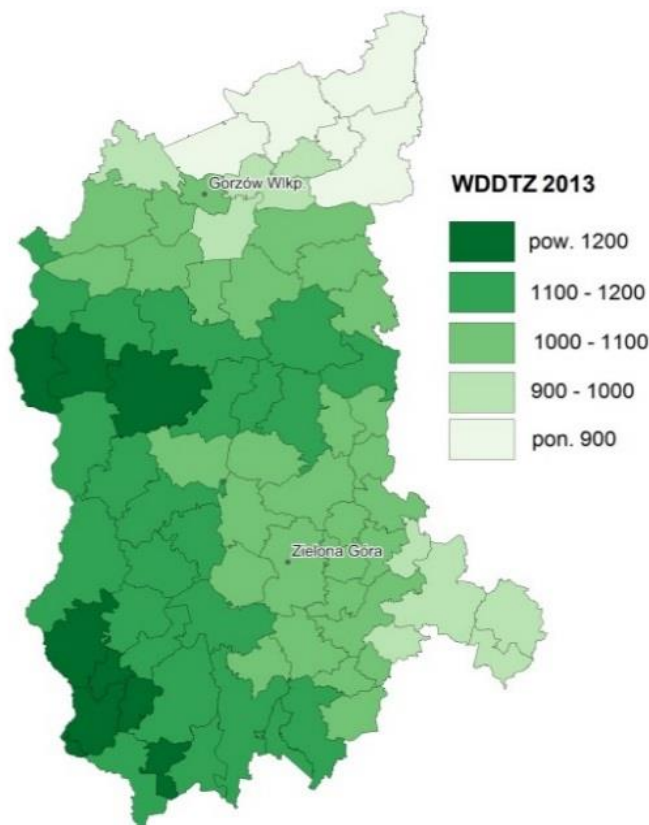 Gorzów Wlkp.
WDDTZ 2013
pow. 1200
1100 - 1200
1000 - 1100
900 - 1000
pon. 900
Zielona Góra